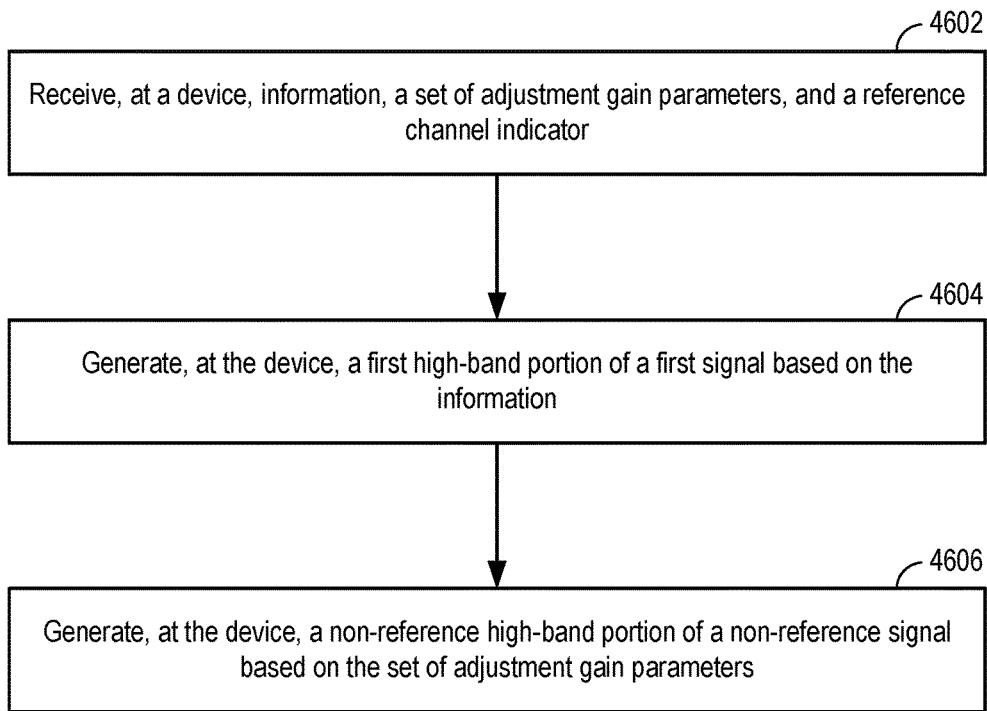 4602
Receive, at a device, information, a set of adjustment gain parameters, and a reference
channel indicator
4604
Generate, at the device, a first high-band portion of a first signal based on the
information
4606
Generate, at the device, a non-reference high-band portion of a non-reference signal
based on the set of adjustment gain parameters